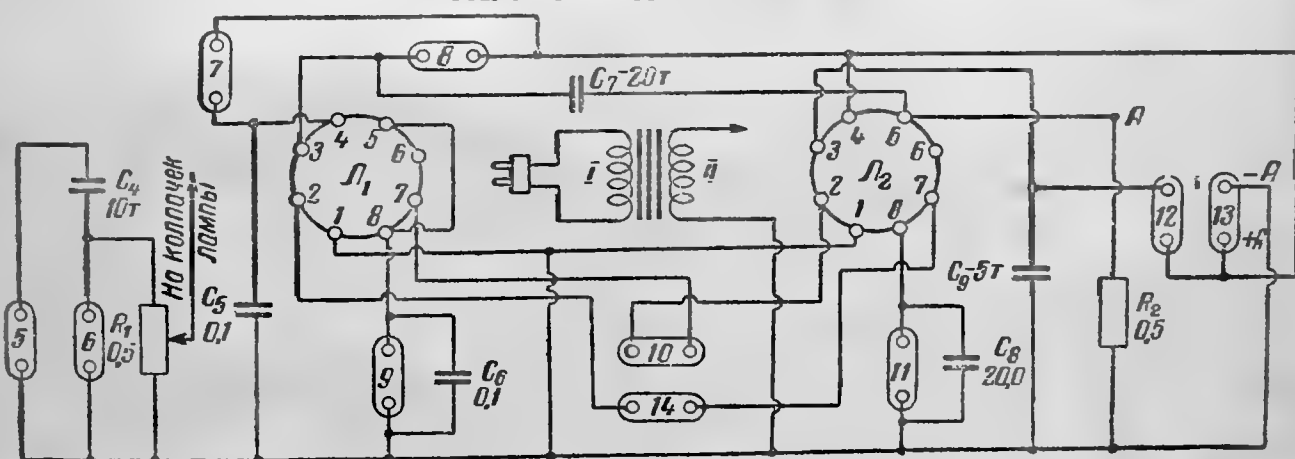 7
8
C₇-20т
4
5
3
6
Л₁
2
7
1
8
I
II
4
6
3
6
Л₂
2
7
1
8
A
i
-А
12
13
+А
C₄
10т
На колпачек
лампы
C₅
0,1
5
6
R₁
0,5
9
C₆
0,1
10
14
11
C₈
20,0
C₉-5т
R₂
0,5